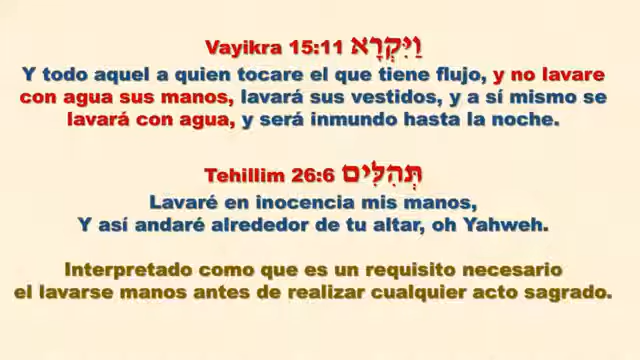 Vayikra 15:11 וַיִּקְרָא
Y todo aquel a quien tocare el que tiene flujo, y no lavare
con agua sus manos, lavará sus vestidos, y a sí mismo se
lavará con agua, y será inmundo hasta la noche.
Tehillim 26:6 תְּהִלִּים
Lavaré en inocencia mis manos,
Y así andaré alrededor de tu altar, oh Yahweh.
Interpretado como que es un requisito necesario
el lavarse manos antes de realizar cualquier acto sagrado.